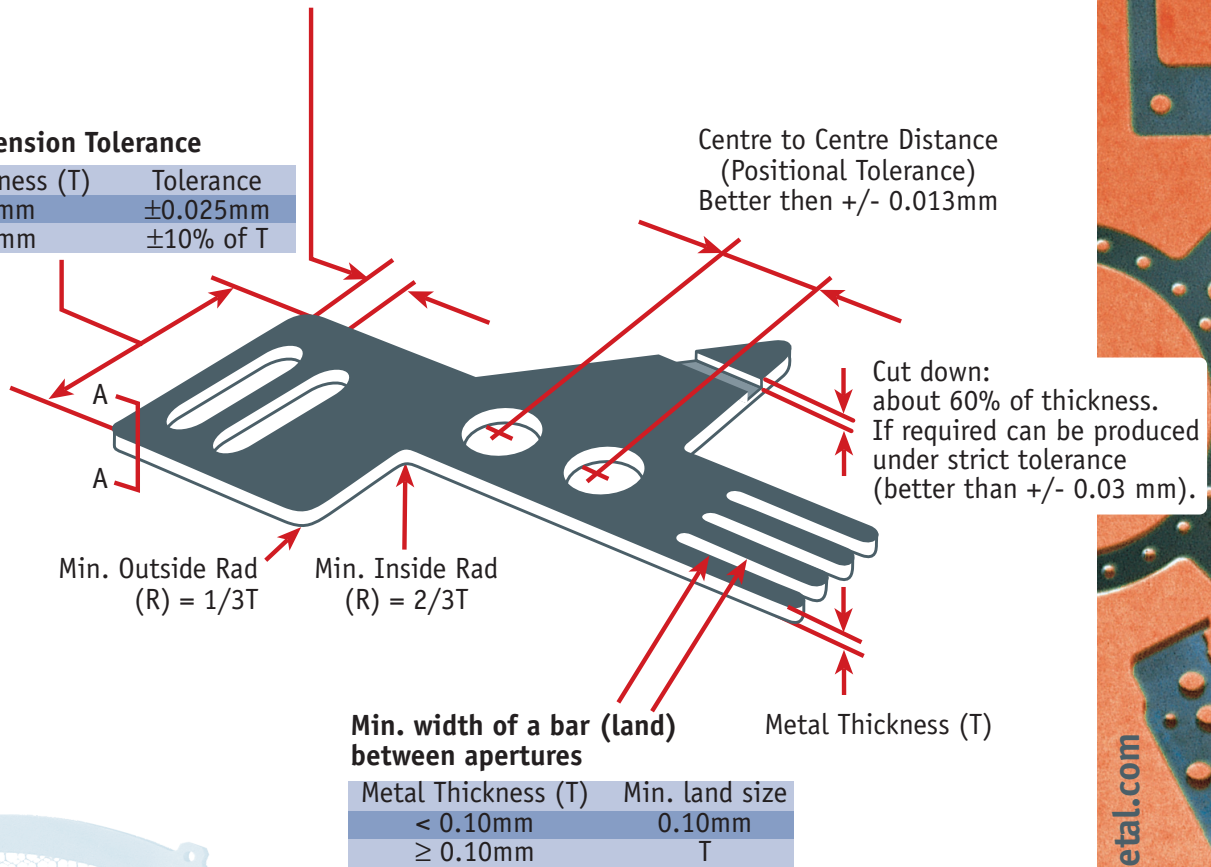 ension Tolerance
ness (T) Tolerance
mm ±0.025mm
mm ±10% of T
Centre to Centre Distance
(Positional Tolerance)
Better then +/- 0.013mm
A
A
Cut down:
about 60% of thickness.
If required can be produced
under strict tolerance
(better than +/- 0.03 mm).
Min. Outside Rad
(R) = 1/3T
Min. Inside Rad
(R) = 2/3T
Min. width of a bar (land)
between apertures
Metal Thickness (T) Min. land size
< 0.10mm 0.10mm
≥ 0.10mm T
Metal Thickness (T)
etal.com